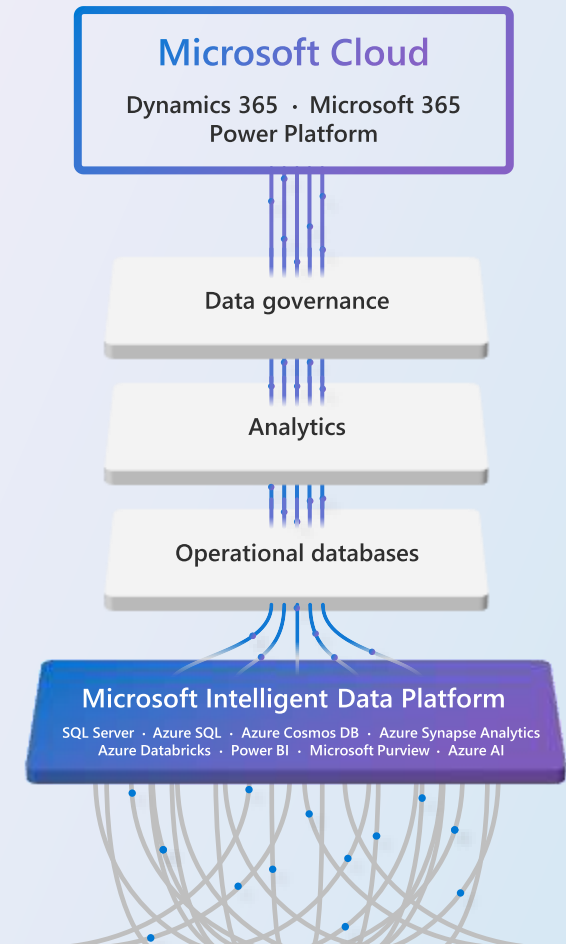 Microsoft Cloud
Dynamics 365 · Microsoft 365
Power Platform
Data governance
Analytics
Operational databases
Microsoft Intelligent Data Platform
SQL Server · Azure SQL · Azure Cosmos DB · Azure Synapse Analytics
Azure Databricks · Power BI · Microsoft Purview · Azure AI